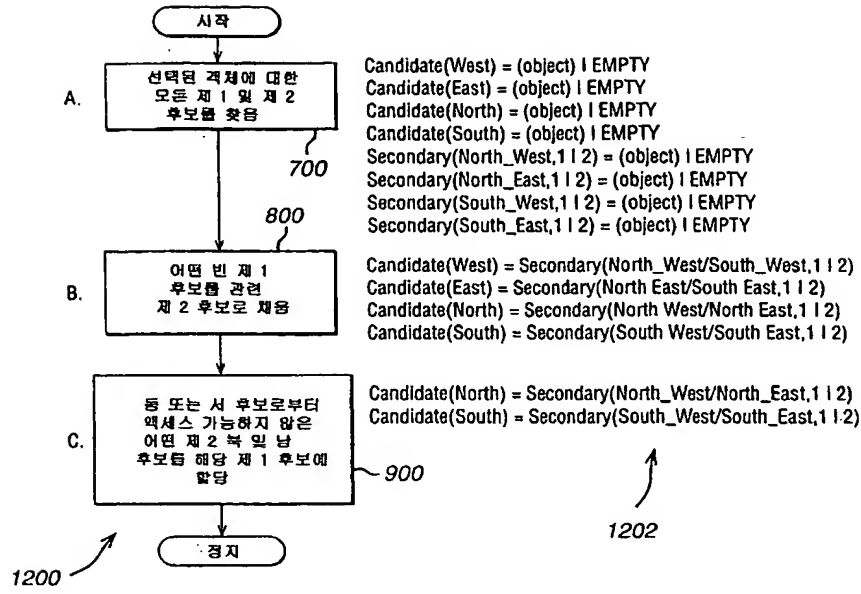 시작
A.
선택된 객체에 대한
모든 제 1 및 제 2
후보를 찾음
700
Candidate(West) = (object) | EMPTY
Candidate(East) = (object) | EMPTY
Candidate(North) = (object) | EMPTY
Candidate(South) = (object) | EMPTY
Secondary(North_West,1 | 2) = (object) | EMPTY
Secondary(North_East,1 | 2) = (object) | EMPTY
Secondary(South_West,1 | 2) = (object) | EMPTY
Secondary(South_East,1 | 2) = (object) | EMPTY
800
B.
어떤 빈 제 1
후보를 관련
제 2 후보로 채움
Candidate(West) = Secondary(North_West/South_West,1 | 2)
Candidate(East) = Secondary(North East/South East,1 | 2)
Candidate(North) = Secondary(North West/North East,1 | 2)
Candidate(South) = Secondary(South West/South East,1 | 2)
C.
동 또는 서 후보로부터
액세스 가능하지 않은
어떤 제 2 북 및 남
후보를 해당 제 1 후보에
할당
900
Candidate(North) = Secondary(North_West/North_East,1 | 2)
Candidate(South) = Secondary(South_West/South_East,1 | 2)
정지
1200
1202